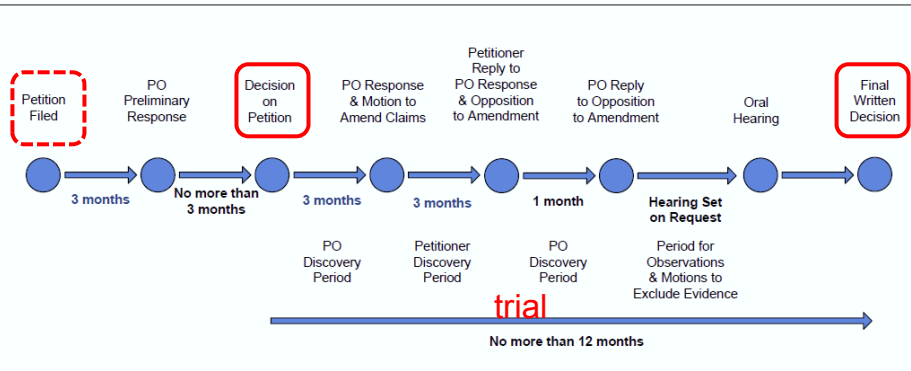 Petition
Filed
PO
Preliminary
Response
Decision
on
Petition
PO Response
& Motion to
Amend Claims
Petitioner
Reply to
PO Response
& Opposition
to Amendment
PO Reply
to Opposition
to Amendment
Oral
Hearing
Final
Written
Decision
3 months
No more than
3 months
3 months
3 months
1 month
Hearing Set
on Request
PO
Discovery
Period
Petitioner
Discovery
Period
PO
Discovery
Period
Period for
Observations
& Motions to
Exclude Evidence
trial
No more than 12 months